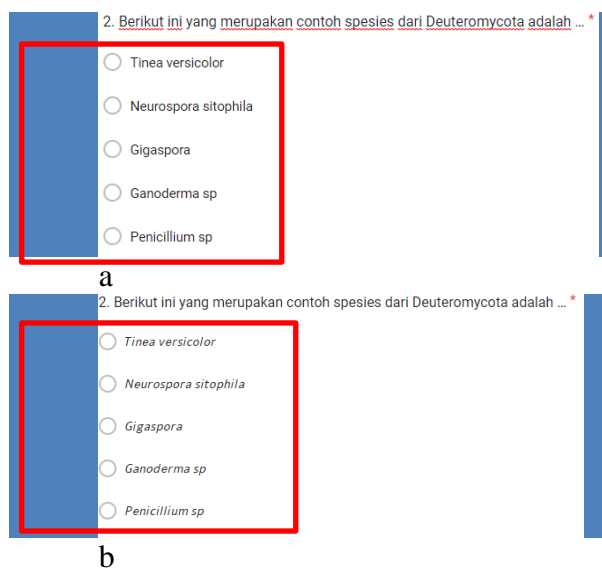 2. Berikut ini yang merupakan contoh spesies dari Deuteromycota adalah ... *
Tinea versicolor
Neurospora sitophila
Gigaspora
Ganoderma sp
Penicillium sp
a
2. Berikut ini yang merupakan contoh spesies dari Deuteromycota adalah ... *
Tinea versicolor
Neurospora sitophila
Gigaspora
Ganoderma sp
Penicillium sp
b